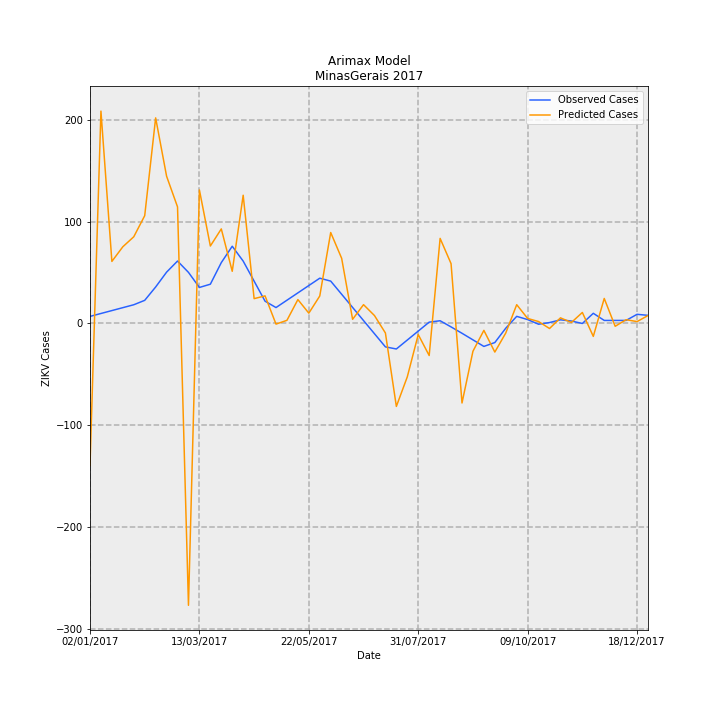 Arimax Model
MinasGerais 2017
Observed Cases
Predicted Cases
200
100
0
−100
−200
−300
ZIKV Cases
02/01/2017 13/03/2017 22/05/2017 31/07/2017 09/10/2017 18/12/2017
Date